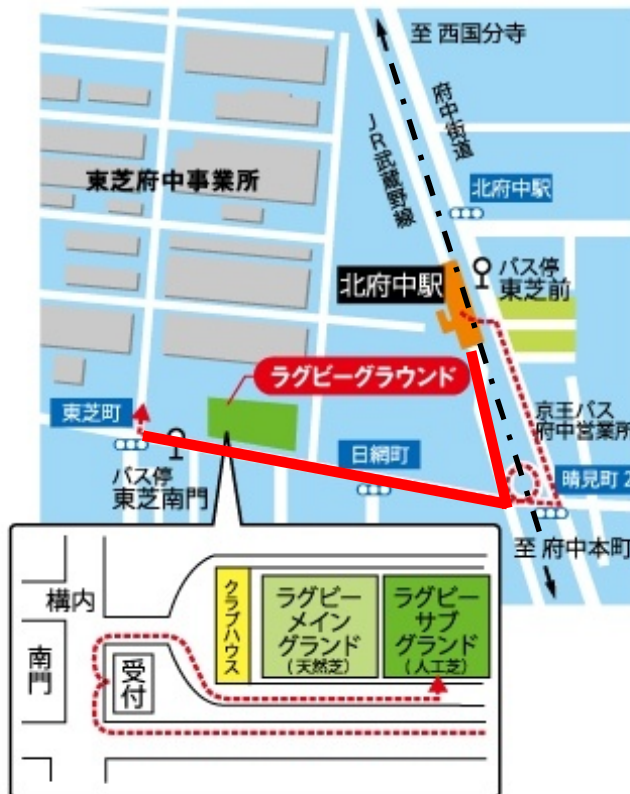 至 西国分寺
府中街道
JR武蔵野線
東芝府中事業所
北府中駅
バス停
東芝前
北府中駅
ラグビーグラウンド
東芝町
京王バス
府中営業所
日網町
バス停
東芝南門
晴見町 2
至 府中本町
構内
南門
受付
クラブハウス
ラグビー
メイン
グランド
(天然芝)
ラグビー
サブ
グランド
(人工芝)